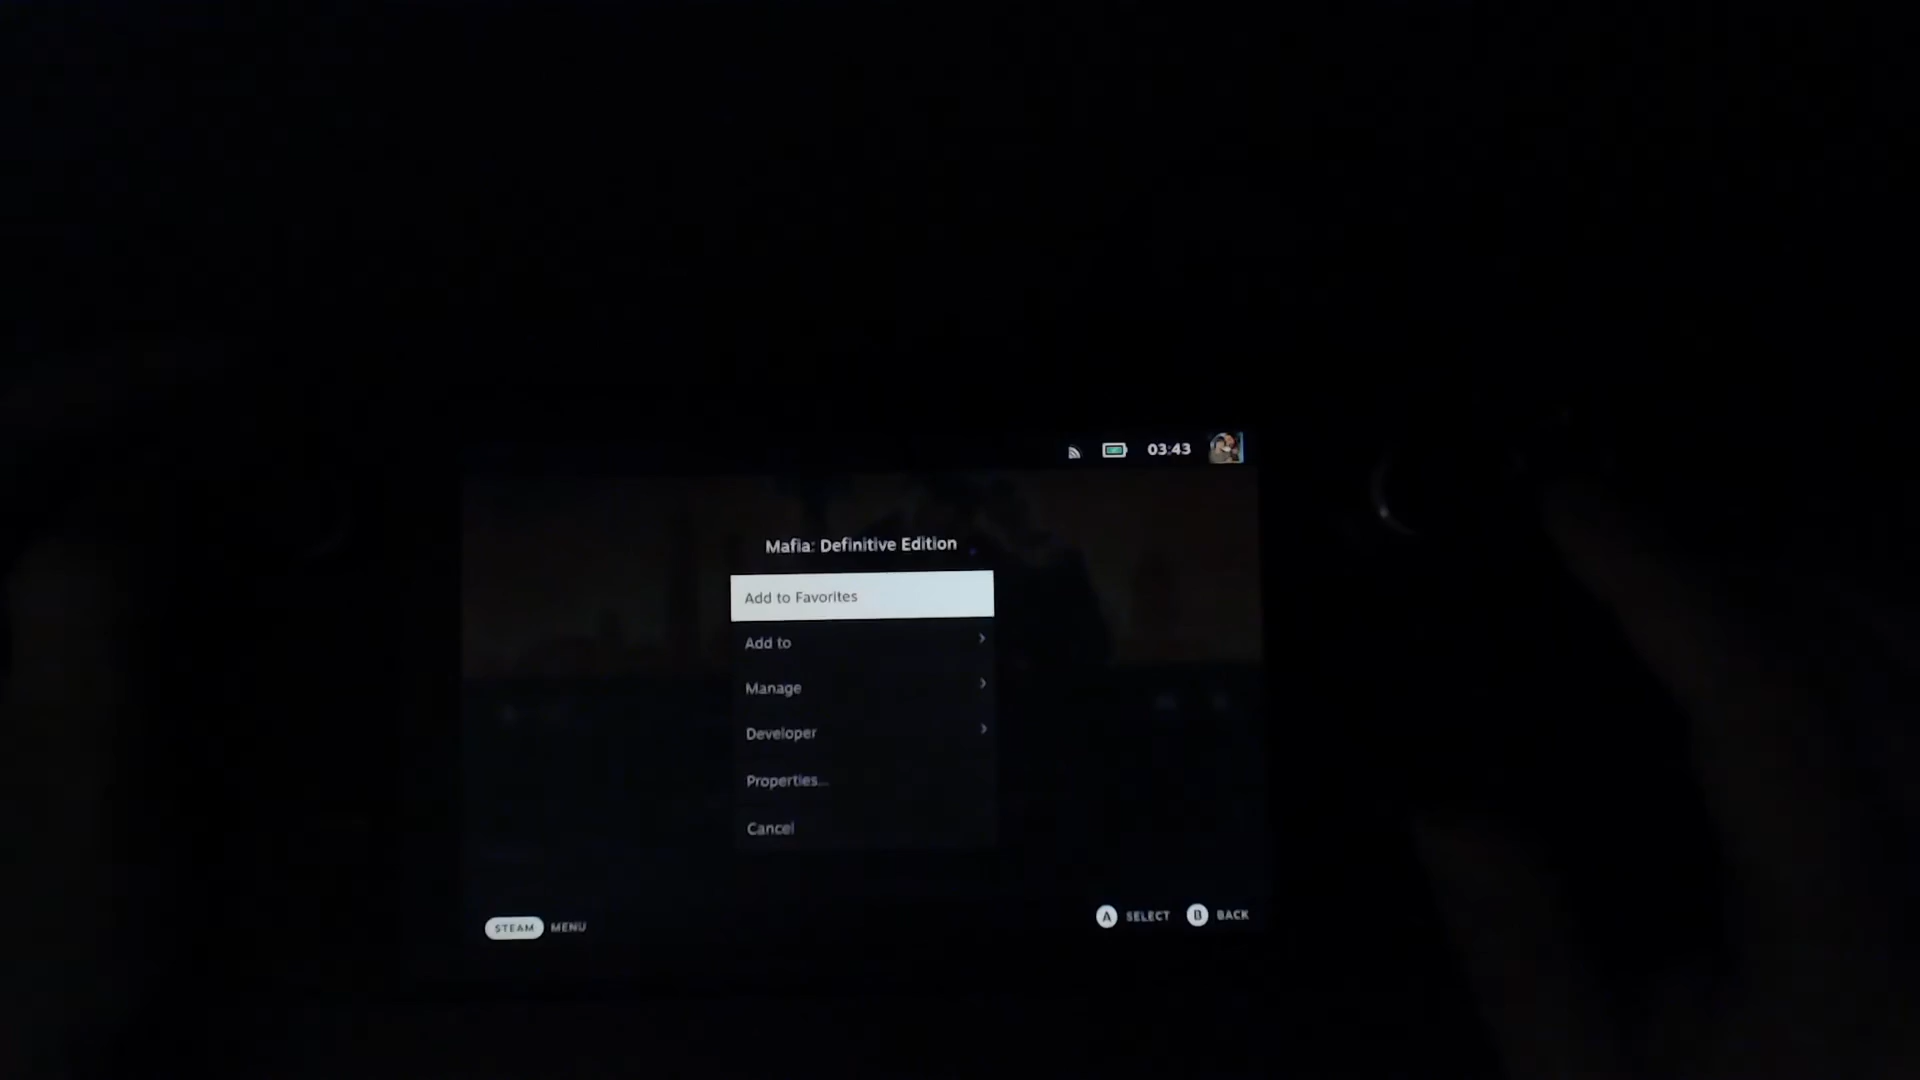 03:43
Mafia: Definitive Edition
Add to Favorites
Add to
Manage
Developer
Properties...
Cancel
STEAM MENU
A SELECT B BACK